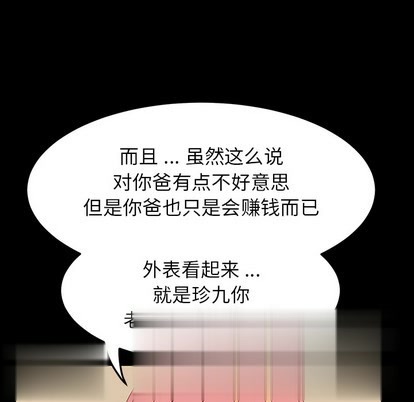 而且 ... 虽然这么说
对你爸有点不好意思
但是你爸也只是会赚钱而已
外表看起来 ...
就是珍九你